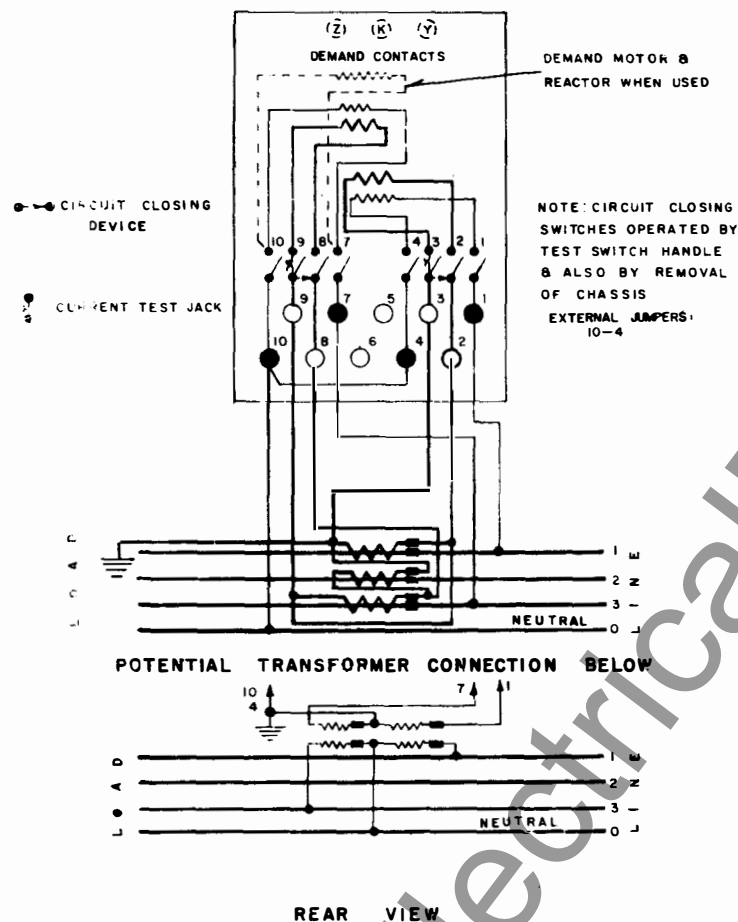 (Z) (K) (Y)
DEMAND CONTACTS
DEMAND MOTOR &
REACTOR WHEN USED
CIRCUIT CLOSING
DEVICE
CURRENT TEST JACK
NOTE: CIRCUIT CLOSING
SWITCHES OPERATED BY
TEST SWITCH HANDLE
& ALSO BY REMOVAL
OF CHASSIS
EXTERNAL JUMPERS:
10-4
10 9 8 7 4 3 2 1
9 7 5 3 1
10 8 6 4 2
1
2
3
NEUTRAL 0
LOAD
LINE
POTENTIAL TRANSFORMER CONNECTION BELOW
10 7 1
4
1
2
3
NEUTRAL 0
LOAD
LINE
REAR VIEW
electrical